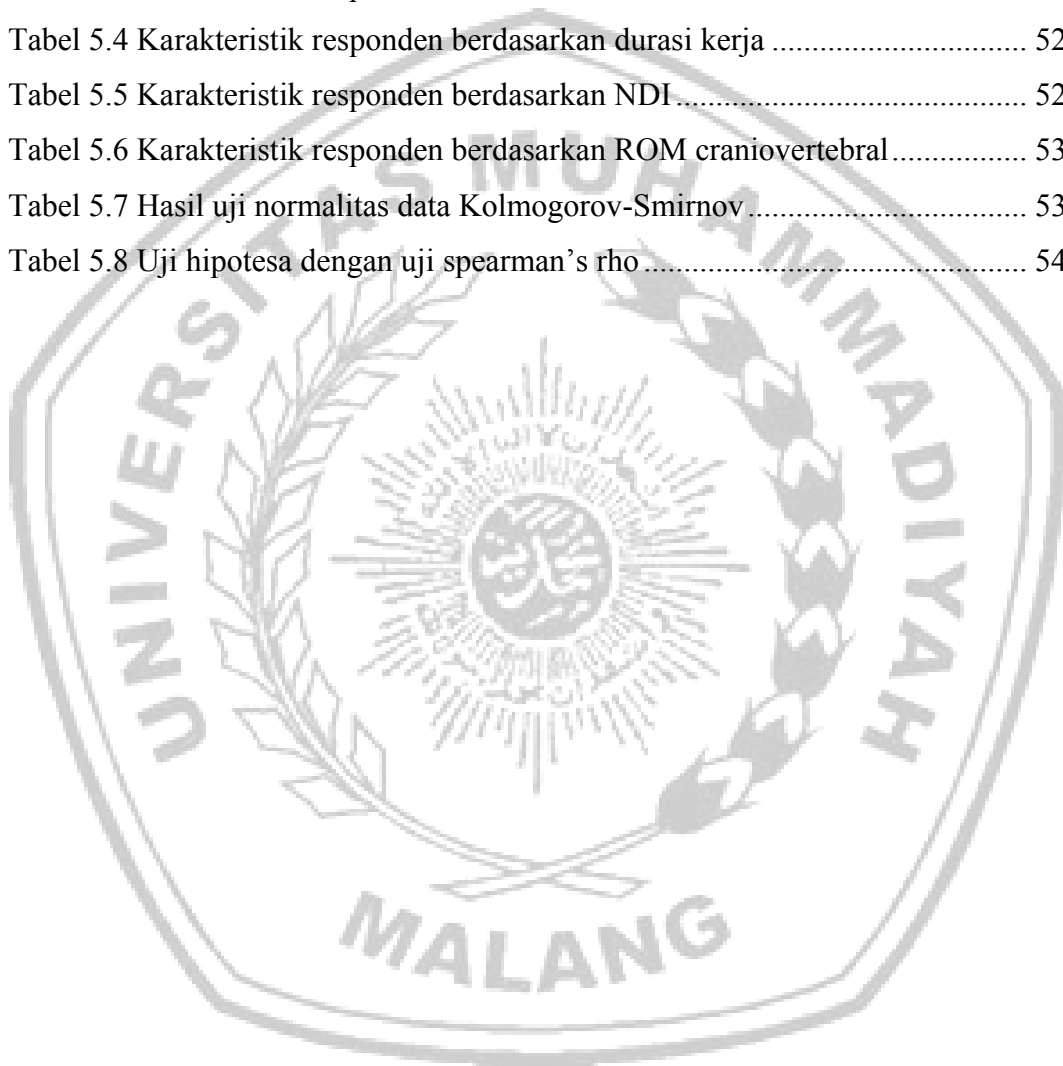 Tabel 5.4 Karakteristik responden berdasarkan durasi kerja ................................ 52
Tabel 5.5 Karakteristik responden berdasarkan NDI ............................................ 52
Tabel 5.6 Karakteristik responden berdasarkan ROM craniovertebral ................. 53
Tabel 5.7 Hasil uji normalitas data Kolmogorov-Smirnov ................................... 53
Tabel 5.8 Uji hipotesa dengan uji spearman’s rho ................................................ 54
UNIVERSITAS MUHAMMADIYAH
MALANG